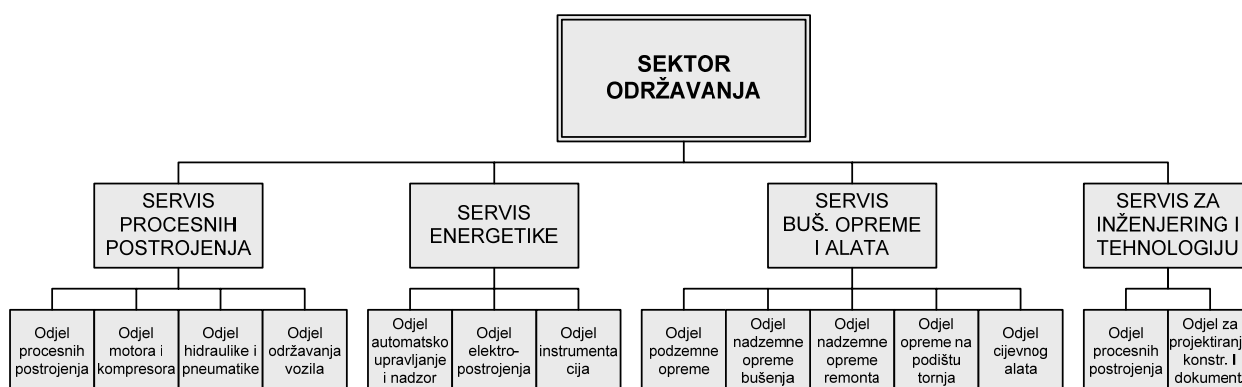 SEKTOR
ODRŽAVANJA
SERVIS
PROCESNIH
POSTROJENJA
SERVIS
ENERGETIKE
SERVIS
BUŠ. OPREME
I ALATA
SERVIS ZA
INŽENJERING I
TEHNOLOGIJU
Odjel
procesnih
postrojenja
Odjel
motora i
kompresora
Odjel
hidraulike i
pneumatike
Odjel
održavanja
vozila
Odjel
automatsko
upravljanje
i nadzor
Odjel
elektro-
postrojenja
Odjel
instrumenta
cija
Odjel
podzemne
opreme
Odjel
nadzemne
opreme
bušenja
Odjel
nadzemne
opreme
remonta
Odjel
opreme na
podištu
tornja
Odjel
cijevnog
alata
Odjel
procesnih
postrojenja
Odjel za
projektiranj
konstr. I
dokument